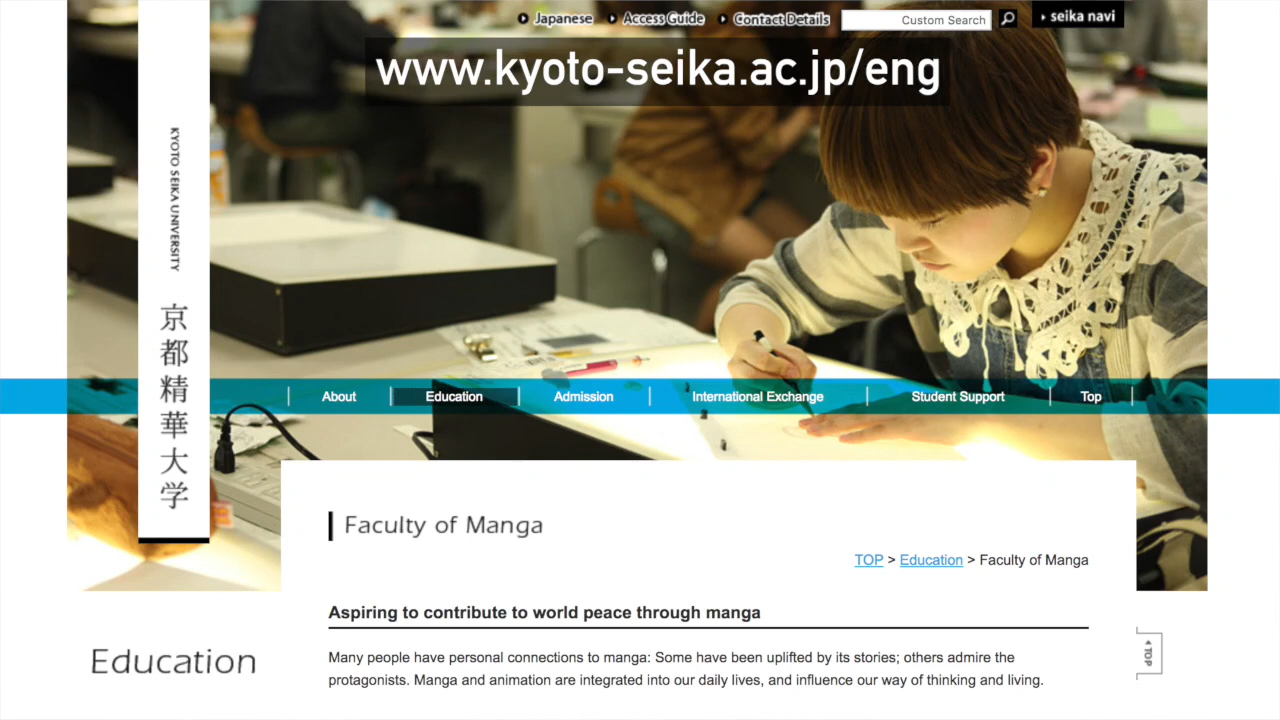 Japanese
Access Guide
Contact Details
Custom Search
seika navi
www.kyoto-seika.ac.jp/eng
KYOTO SEIKA UNIVERSITY
京都精華大学
About
Education
Admission
International Exchange
Student Support
Top
Faculty of Manga
TOP > Education > Faculty of Manga
Aspiring to contribute to world peace through manga
Many people have personal connections to manga: Some have been uplifted by its stories; others admire the
protagonists. Manga and animation are integrated into our daily lives, and influence our way of thinking and living.
Education
TOP